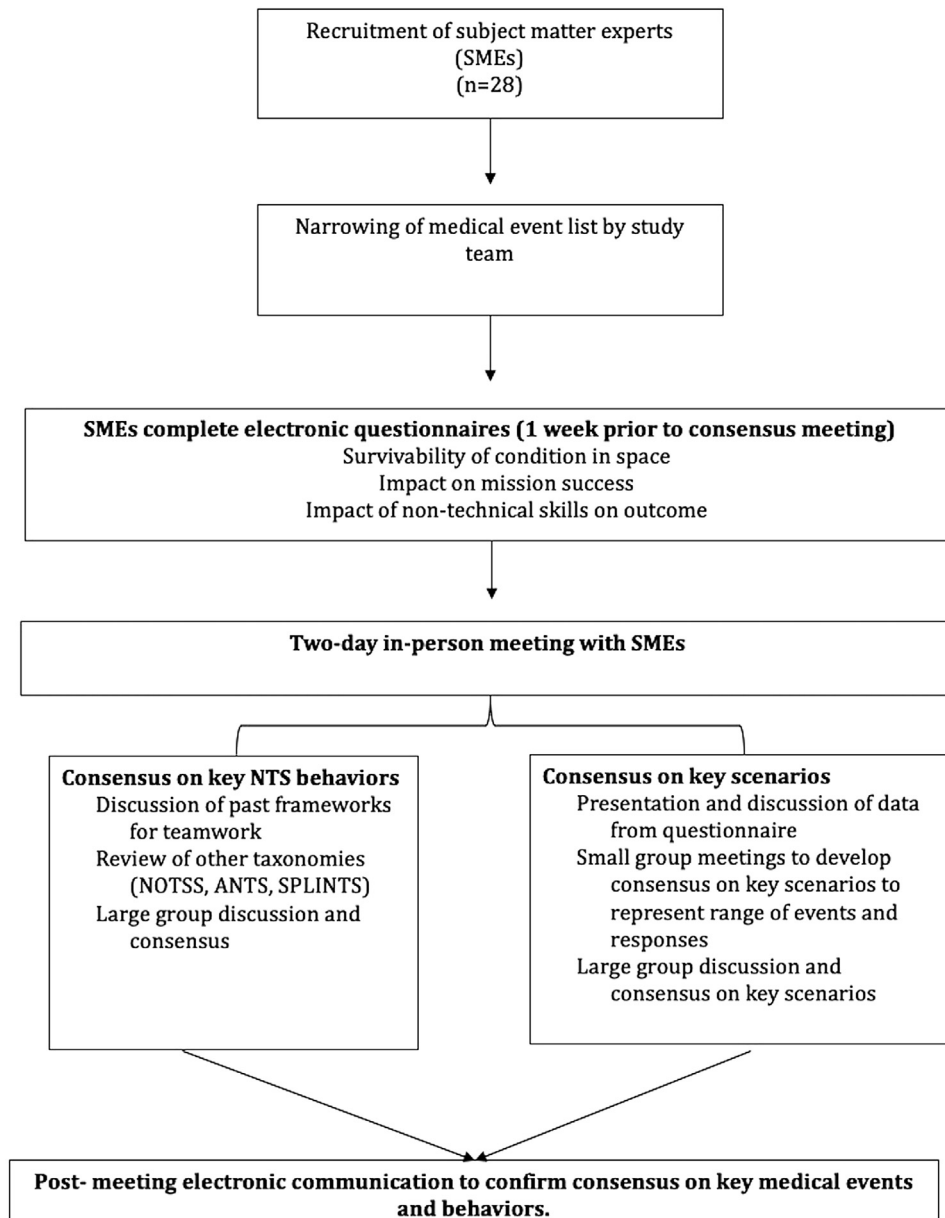 Recruitment of subject matter experts
(SMEs)
(n=28)
Narrowing of medical event list by study
team
SMEs complete electronic questionnaires (1 week prior to consensus meeting)
Survivability of condition in space
Impact on mission success
Impact of non-technical skills on outcome
Two-day in-person meeting with SMEs
Consensus on key NTS behaviors
Discussion of past frameworks
for teamwork
Review of other taxonomies
(NOTSS, ANTS, SPLINTS)
Large group discussion and
consensus
Consensus on key scenarios
Presentation and discussion of data
from questionnaire
Small group meetings to develop
consensus on key scenarios to
represent range of events and
responses
Large group discussion and
consensus on key scenarios
Post- meeting electronic communication to confirm consensus on key medical events
and behaviors.